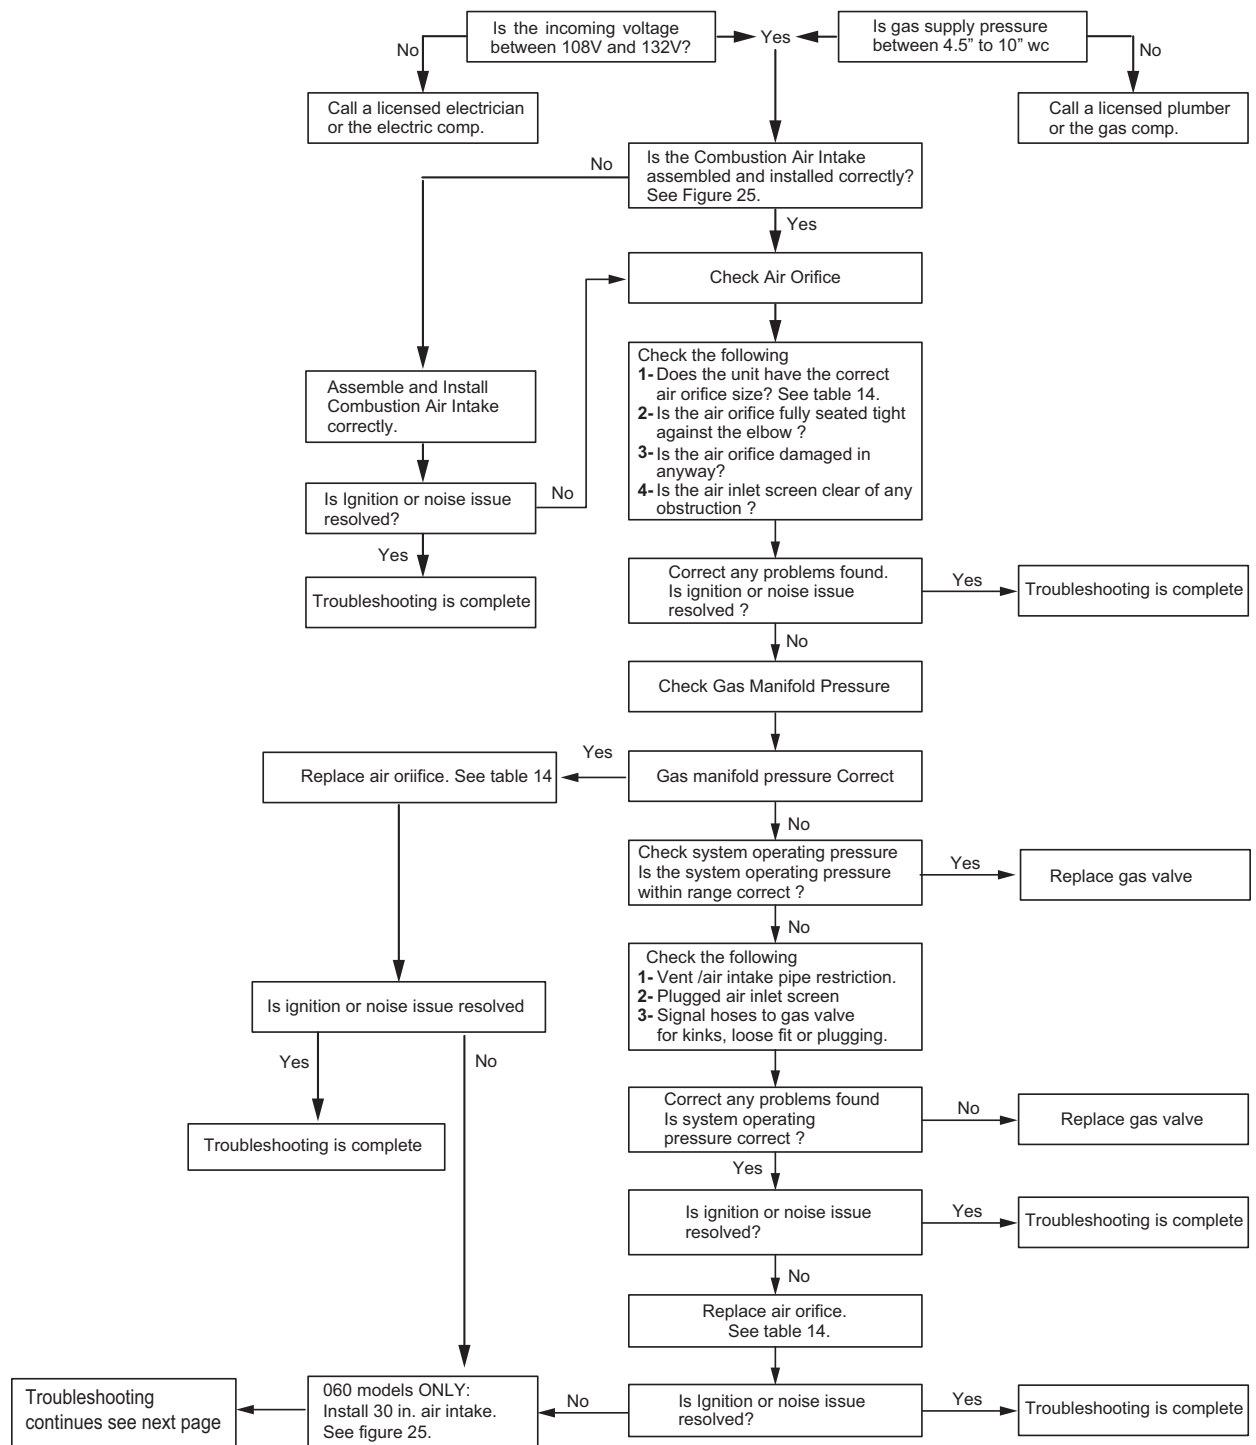 Is the incoming voltage
between 108V and 132V?
Yes
Is gas supply pressure
between 4.5” to 10” wc
No
No
Call a licensed electrician
or the electric comp.
Call a licensed plumber
or the gas comp.
No
Is the Combustion Air Intake
assembled and installed correctly?
See Figure 25.
Yes
Check Air Orifice
Check the following
1- Does the unit have the correct
air orifice size? See table 14.
2- Is the air orifice fully seated tight
against the elbow ?
3- Is the air orifice damaged in
anyway?
4- Is the air inlet screen clear of any
obstruction ?
Assemble and Install
Combustion Air Intake
correctly.
Is Ignition or noise issue
resolved?
No
Yes
Troubleshooting is complete
Correct any problems found.
Is ignition or noise issue
resolved ?
Yes
Troubleshooting is complete
No
Check Gas Manifold Pressure
Gas manifold pressure Correct
Yes
Replace air oriifice. See table 14
No
Check system operating pressure
Is the system operating pressure
within range correct ?
Yes
Replace gas valve
No
Check the following
1- Vent /air intake pipe restriction.
2- Plugged air inlet screen
3- Signal hoses to gas valve
for kinks, loose fit or plugging.
Is ignition or noise issue resolved
Yes
No
Troubleshooting is complete
Correct any problems found
Is system operating
pressure correct ?
No
Replace gas valve
Yes
Is ignition or noise issue
resolved?
Yes
Troubleshooting is complete
No
Replace air orifice.
See table 14.
Is Ignition or noise issue
resolved?
Yes
Troubleshooting is complete
No
060 models ONLY:
Install 30 in. air intake.
See figure 25.
Troubleshooting
continues see next page